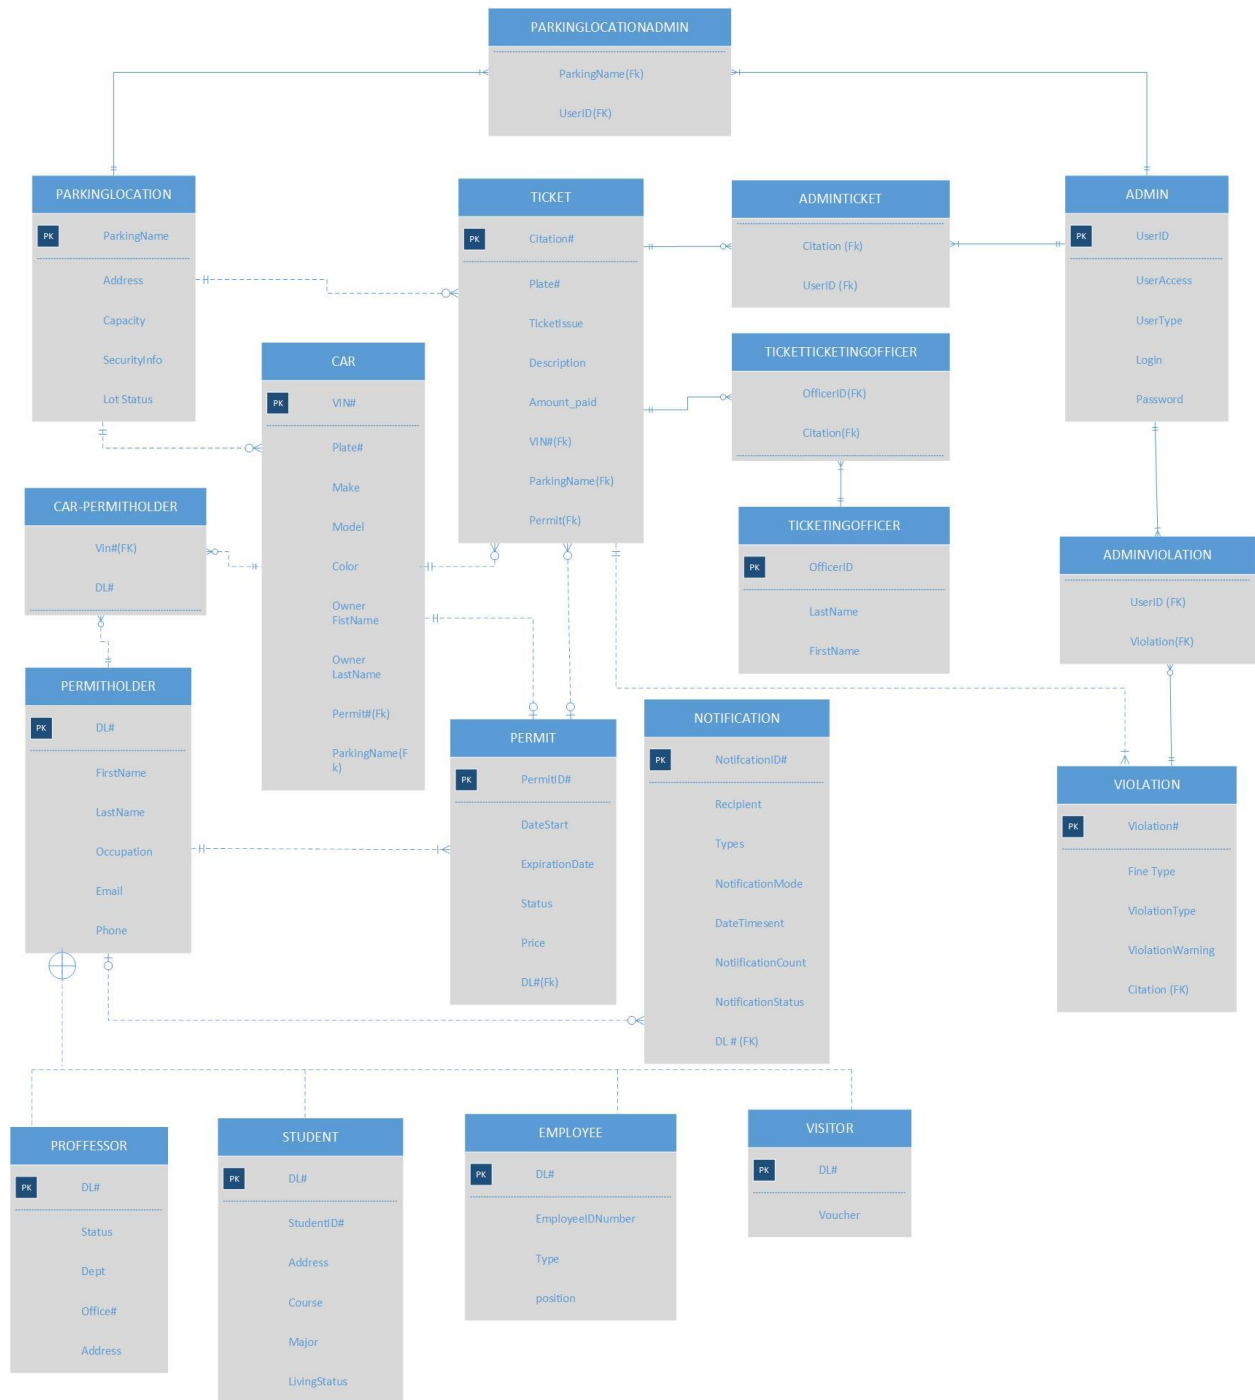 PARKINGLOCATIONADMIN
ParkingName(Fk)
UserID(FK)
PARKINGLOCATION
PK
ParkingName
Address
Capacity
SecurityInfo
Lot Status
TICKET
PK
Citation#
Plate#
TicketIssue
Description
Amount_paid
VIN#(Fk)
ParkingName(Fk)
Permit(Fk)
ADMINTICKET
Citation (Fk)
UserID (Fk)
ADMIN
PK
UserID
UserAccess
UserType
Login
Password
CAR
PK
VIN#
Plate#
Make
Model
Color
Owner
FistName
Owner
LastName
Permit#(Fk)
ParkingName(F
k)
TICKETTICKETINGOFFICER
OfficerID(FK)
Citation(Fk)
CAR-PERMITHOLDER
Vin#(FK)
DL#
TICKETINGOFFICER
PK
OfficerID
LastName
FirstName
ADMINVIOLATION
UserID (FK)
Violation(FK)
PERMITHOLDER
PK
DL#
FirstName
LastName
Occupation
Email
Phone
PERMIT
PK
PermitID#
DateStart
ExpirationDate
Status
Price
DL#(Fk)
NOTIFICATION
PK
NotifcationID#
Recipient
Types
NotificationMode
DateTimesent
NotiificationCount
NotificationStatus
DL # (FK)
VIOLATION
PK
Violation#
Fine Type
ViolationType
ViolationWarning
Citation (FK)
PROFFESSOR
PK
DL#
Status
Dept
Office#
Address
STUDENT
PK
DL#
StudentID#
Address
Course
Major
LivingStatus
EMPLOYEE
PK
DL#
EmployeeIDNumber
Type
position
VISITOR
PK
DL#
Voucher